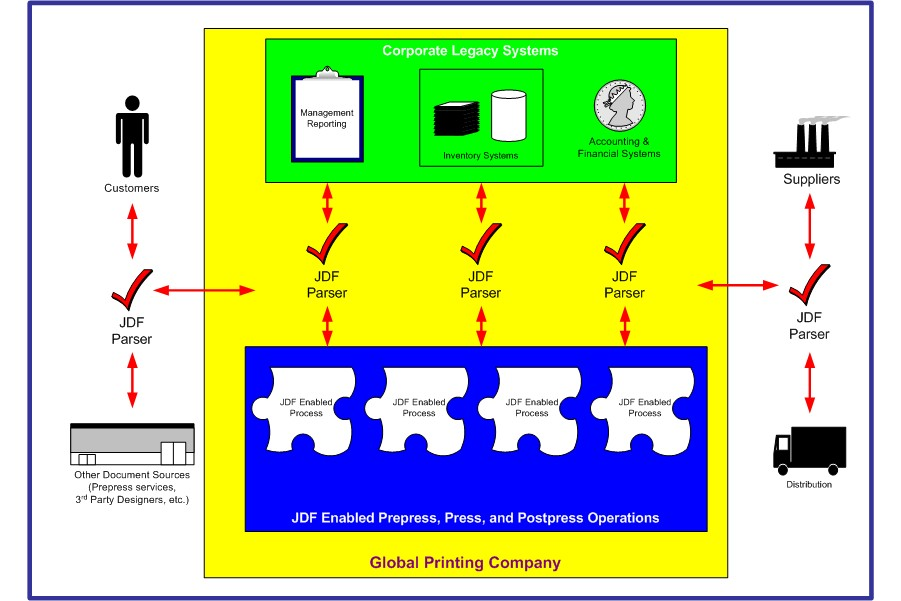 Corporate Legacy Systems
Management
Reporting
Inventory Systems
Accounting &
Financial Systems
Customers
Suppliers
JDF
Parser
JDF
Parser
JDF
Parser
JDF
Parser
JDF
Parser
JDF Enabled
Process
JDF Enabled
Process
JDF Enabled
Process
JDF Enabled
Process
Other Document Sources
(Prepress services,
3rd Party Designers, etc.)
Distribution
JDF Enabled Prepress, Press, and Postpress Operations
Global Printing Company